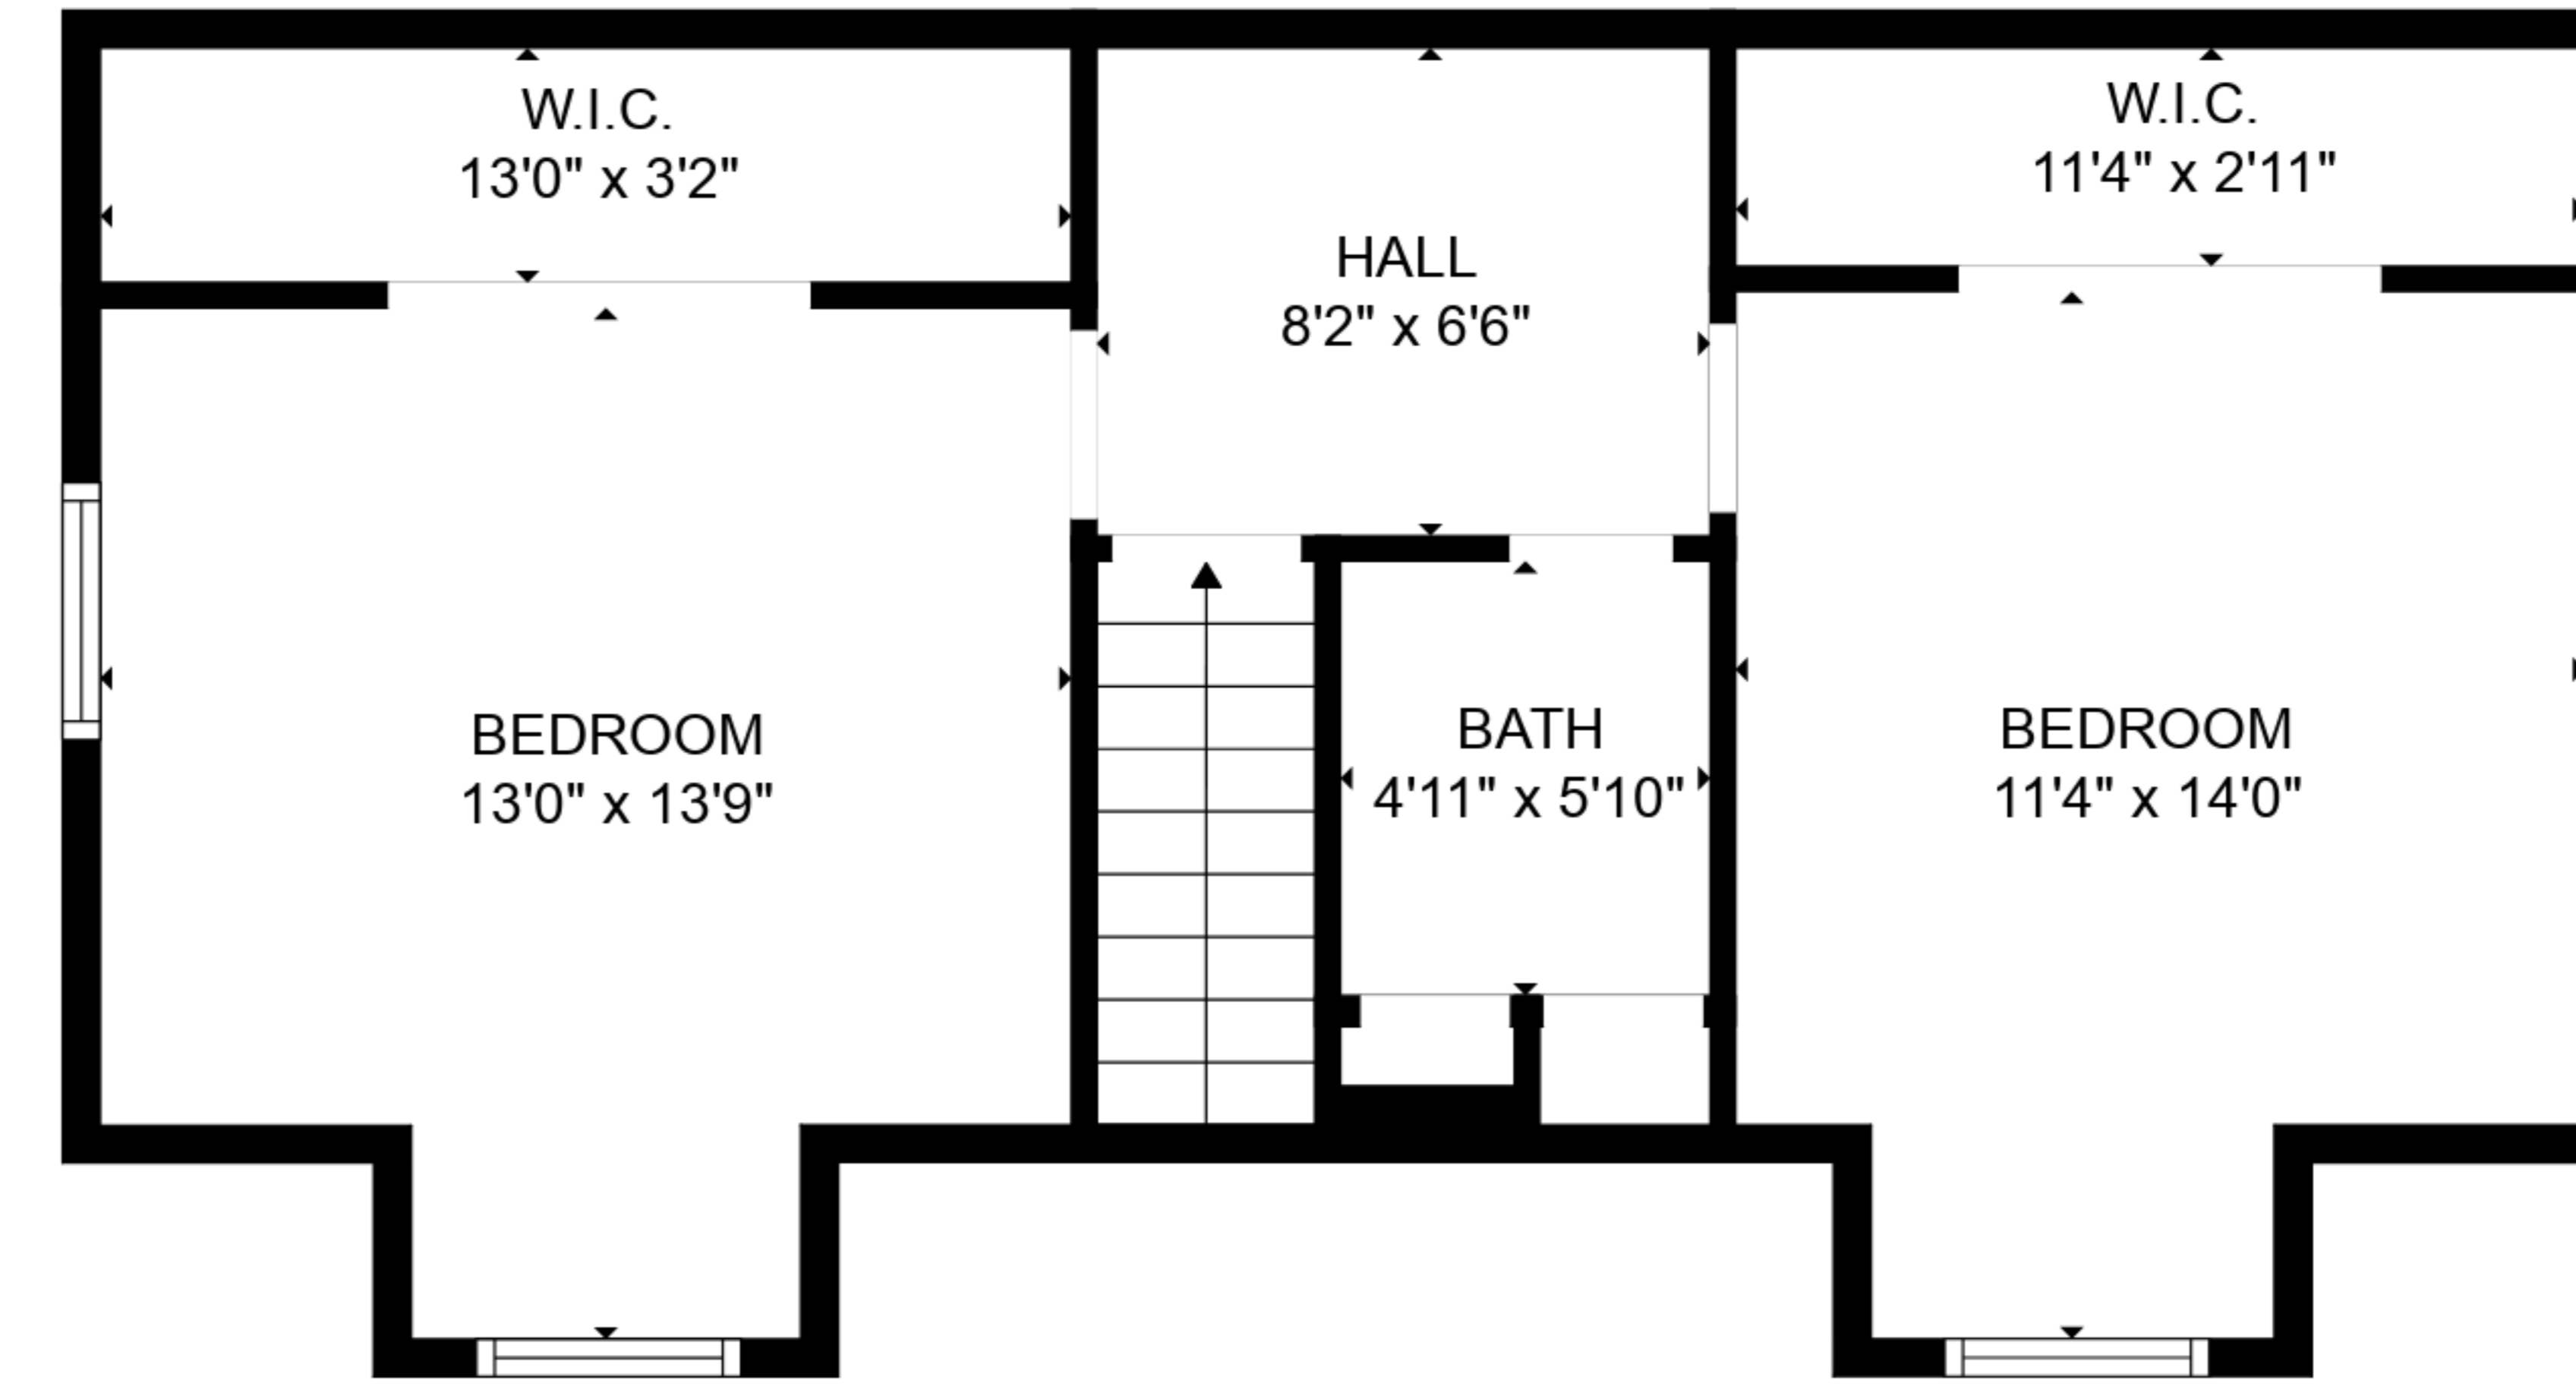 W.I.C.
13'0" x 3'2"
HALL
8'2" x 6'6"
W.I.C.
11'4" x 2'11"
BEDROOM
13'0" x 13'9"
BATH
4'11" x 5'10"
BEDROOM
11'4" x 14'0"